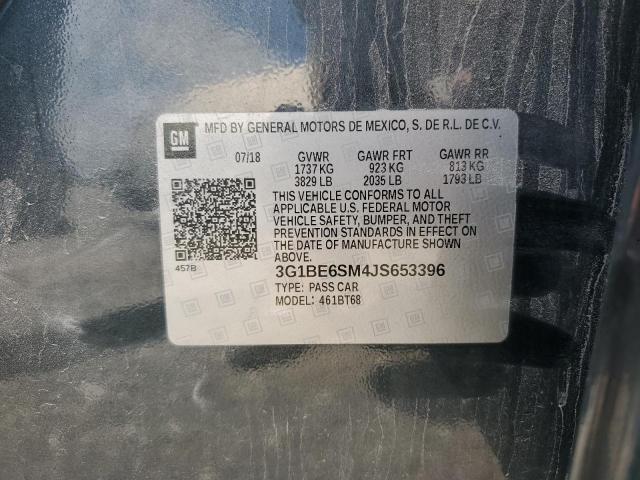 GM
MFD BY GENERAL MOTORS DE MEXICO, S. DE R.L. DE C.V.
07/18 GVWR GAWR FRT GAWR RR
1737 KG 923 KG 813 KG
3829 LB 2035 LB 1793 LB
THIS VEHICLE CONFORMS TO ALL
APPLICABLE U.S. FEDERAL MOTOR
VEHICLE SAFETY, BUMPER, AND THEFT
PREVENTION STANDARDS IN EFFECT ON
THE DATE OF MANUFACTURE SHOWN
ABOVE.
457B
3G1BE6SM4JS653396
TYPE: PASS CAR
MODEL: 461BT68